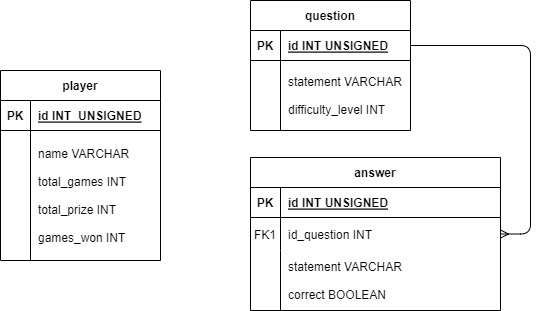 player
PK id INT UNSIGNED
name VARCHAR
total_games INT
total_prize INT
games_won INT
question
PK id INT UNSIGNED
statement VARCHAR
difficulty_level INT
answer
PK id INT UNSIGNED
FK1 id_question INT
statement VARCHAR
correct BOOLEAN